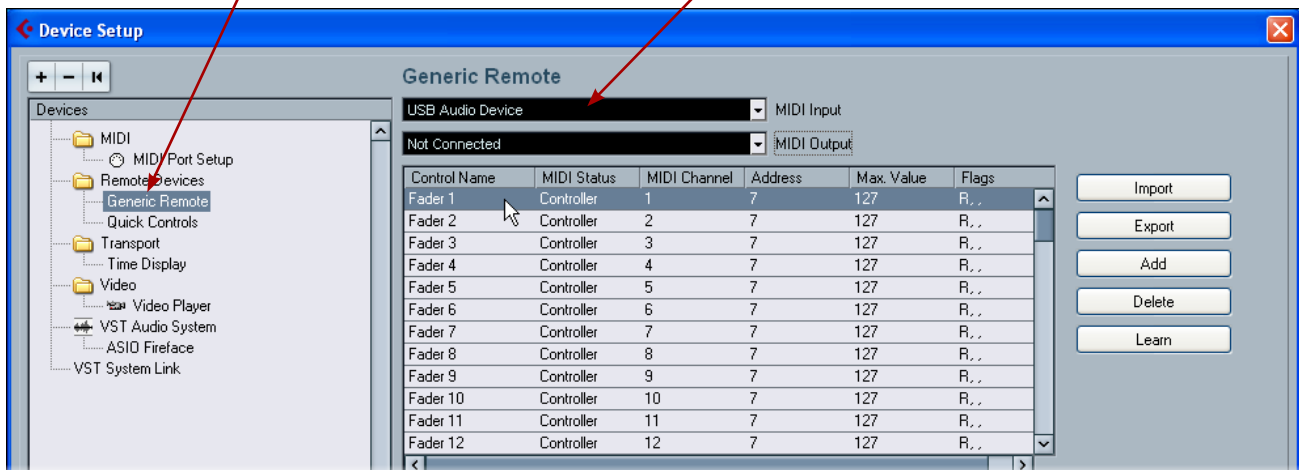 Device Setup
+ −
Devices
MIDI
MIDI Port Setup
Remote Devices
Generic Remote
Quick Controls
Transport
Time Display
Video
Video Player
VST Audio System
ASIO Fireface
VST System Link
Generic Remote
USB Audio Device MIDI Input
Not Connected MIDI Output
Control Name MIDI Status MIDI Channel Address Max. Value Flags
Fader 1 Controller 1 7 127 R, ,
Fader 2 Controller 2 7 127 R, ,
Fader 3 Controller 3 7 127 R, ,
Fader 4 Controller 4 7 127 R, ,
Fader 5 Controller 5 7 127 R, ,
Fader 6 Controller 6 7 127 R, ,
Fader 7 Controller 7 7 127 R, ,
Fader 8 Controller 8 7 127 R, ,
Fader 9 Controller 9 7 127 R, ,
Fader 10 Controller 10 7 127 R, ,
Fader 11 Controller 11 7 127 R, ,
Fader 12 Controller 12 7 127 R, ,
Import
Export
Add
Delete
Learn